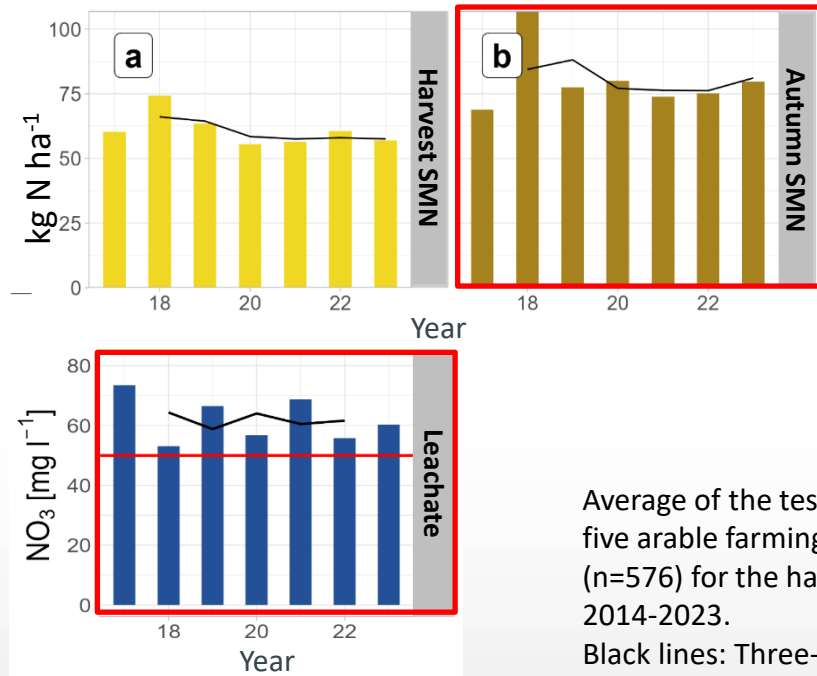 a
b
100
75
50
25
0
kg N ha⁻¹
Harvest SMN
Autumn SMN
18
20
22
18
20
22
Year
80
60
40
20
0
NO₃ [mg l⁻¹]
Leachate
18
20
22
Year
Average of the tes
five arable farming
(n=576) for the ha
2014-2023.
Black lines: Three-